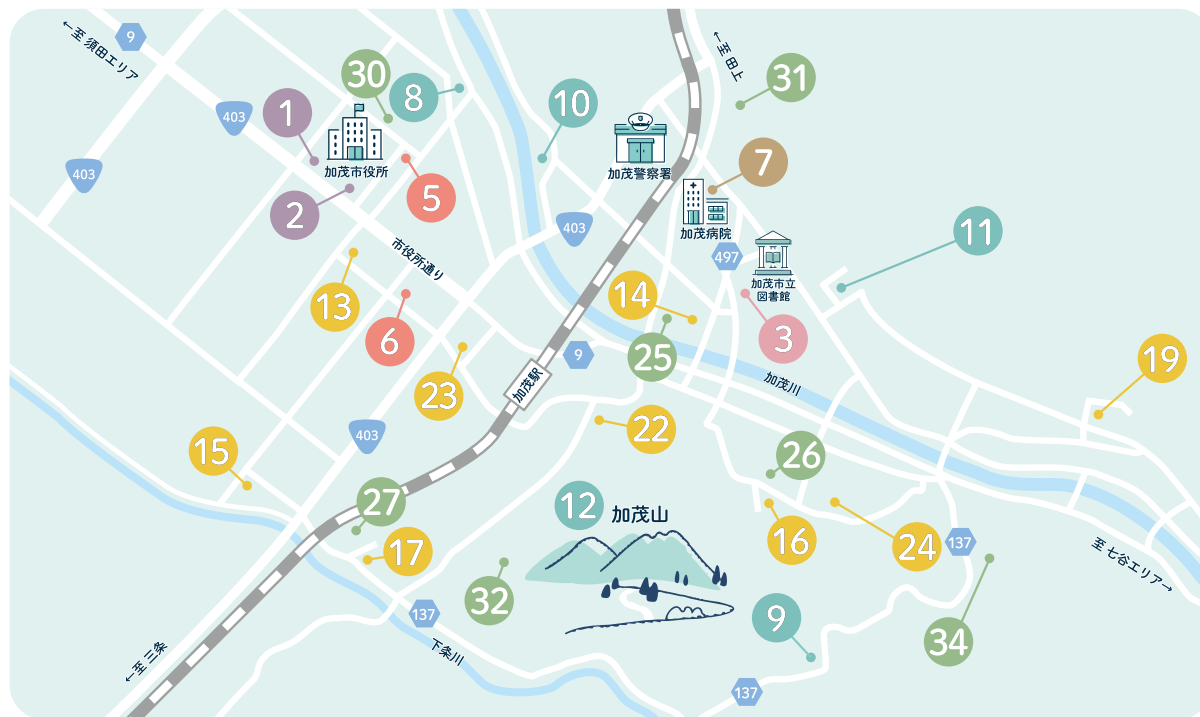 ←至 須田エリア
9
403
403
1
30
8
加茂市役所
2
5
10
加茂警察署
←至 田上
31
7
加茂病院
403
497
加茂市立
図書館
11
市役所通り
13
6
14
25
3
19
23
加茂駅
9
加茂川
22
15
403
27
17
26
16
24
137
至 七谷エリア→
12
加茂山
32
137
下条川
9
34
←至 三条
137